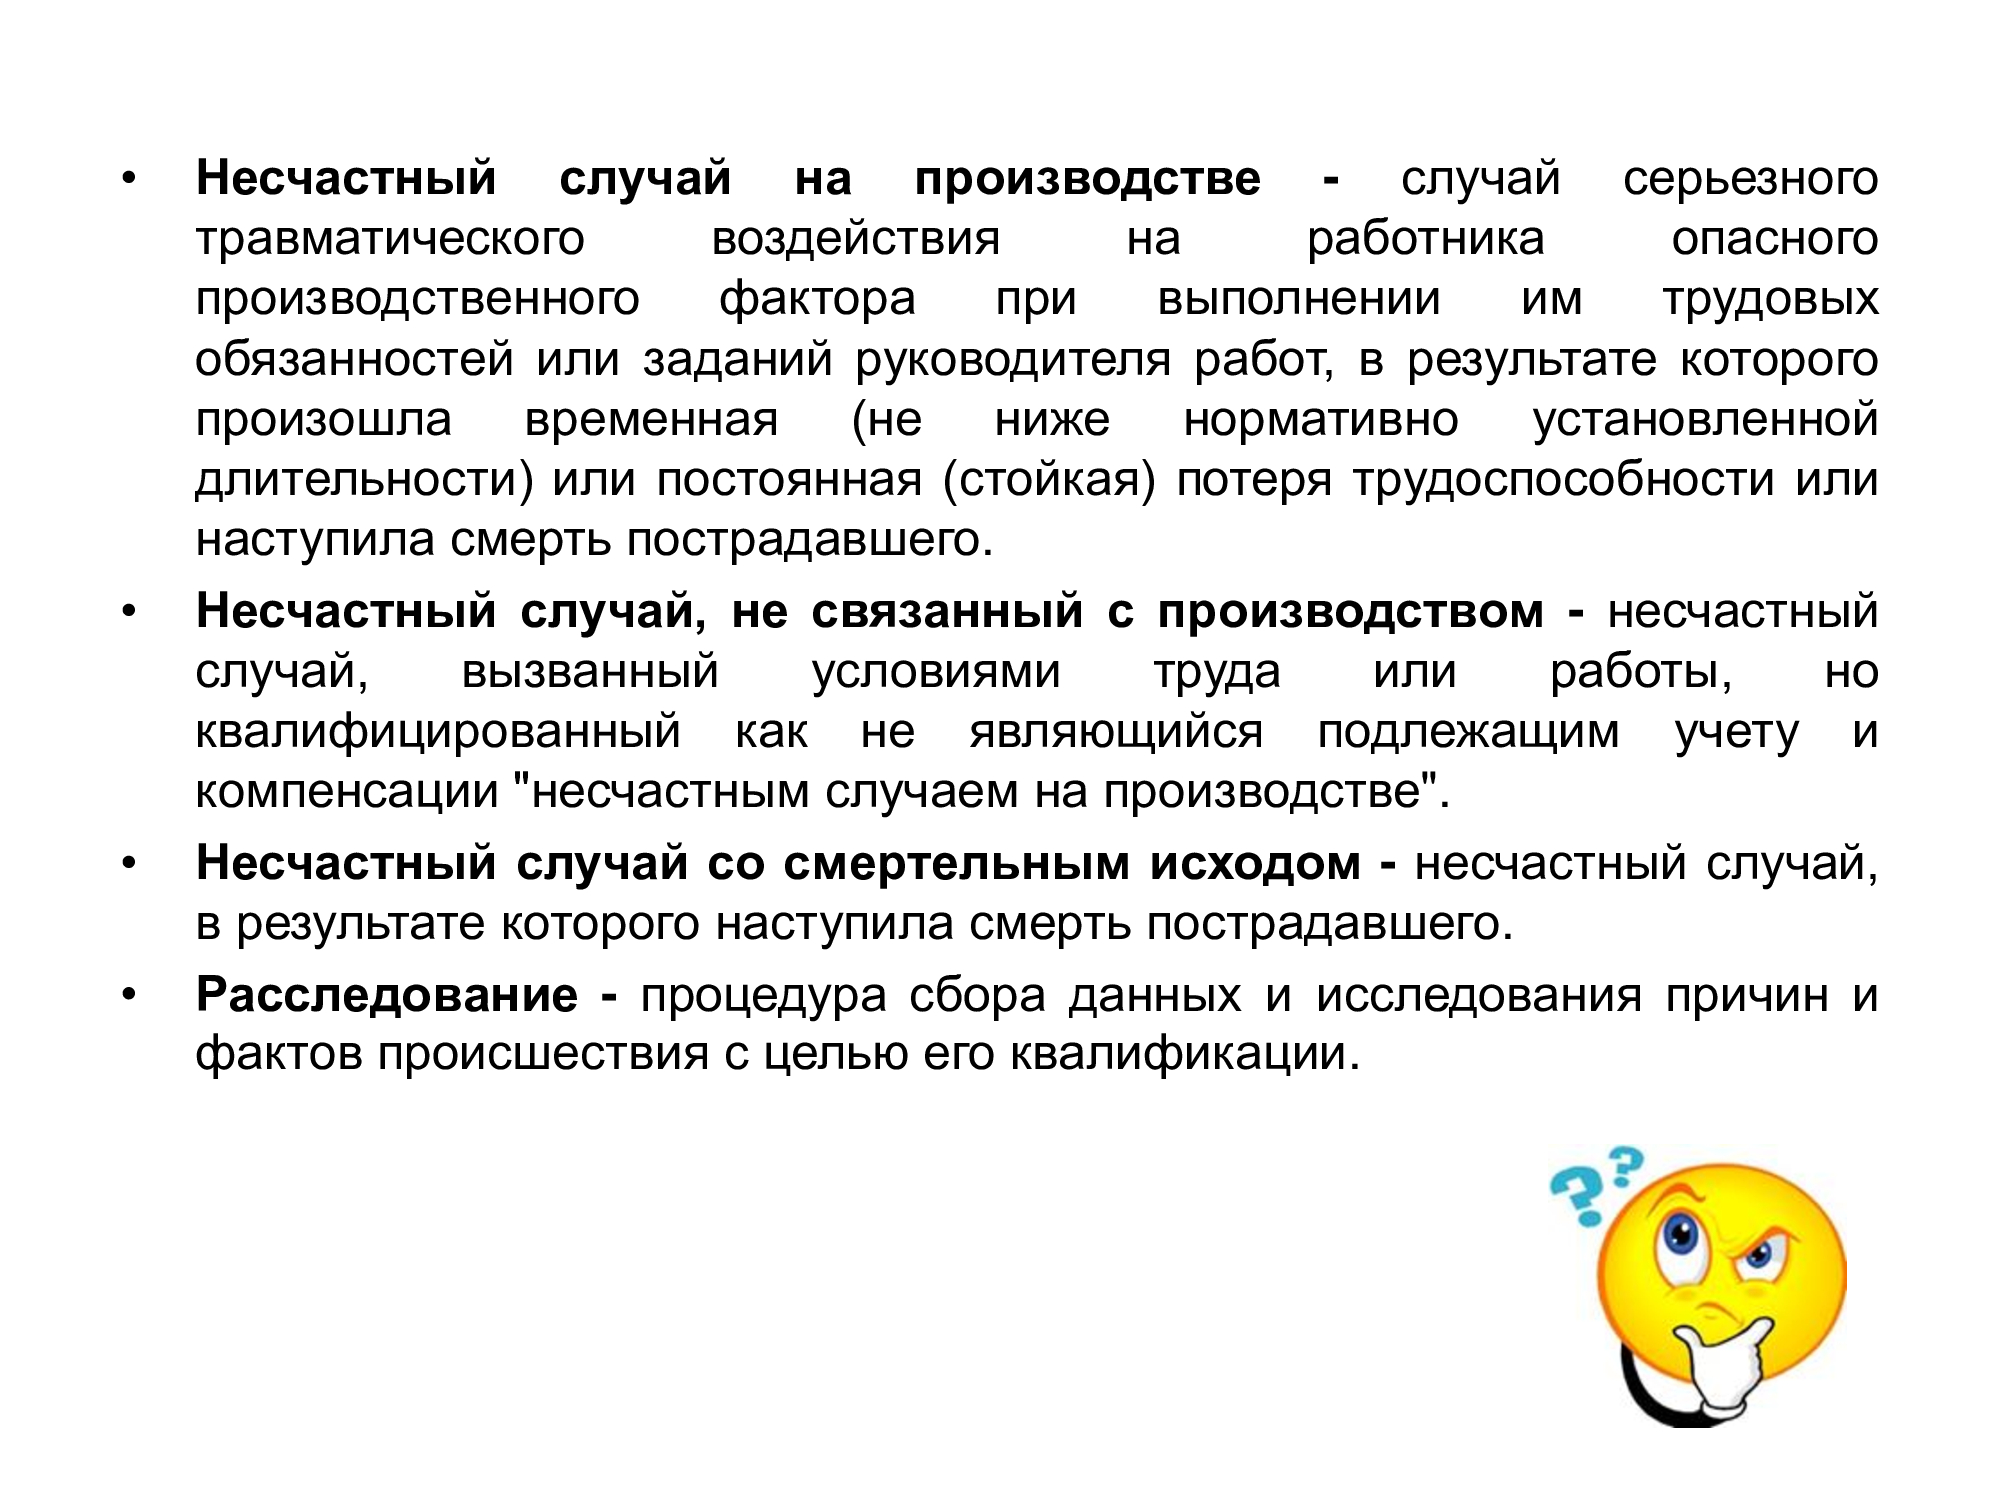 • Несчастный случай на производстве - случай серьезного
травматического воздействия на работника опасного
производственного фактора при выполнении им трудовых
обязанностей или заданий руководителя работ, в результате которого
произошла временная (не ниже нормативно установленной
длительности) или постоянная (стойкая) потеря трудоспособности или
наступила смерть пострадавшего.
• Несчастный случай, не связанный с производством - несчастный
случай, вызванный условиями труда или работы, но
квалифицированный как не являющийся подлежащим учету и
компенсации "несчастным случаем на производстве".
• Несчастный случай со смертельным исходом - несчастный случай,
в результате которого наступила смерть пострадавшего.
• Расследование - процедура сбора данных и исследования причин и
фактов происшествия с целью его квалификации.
? ?